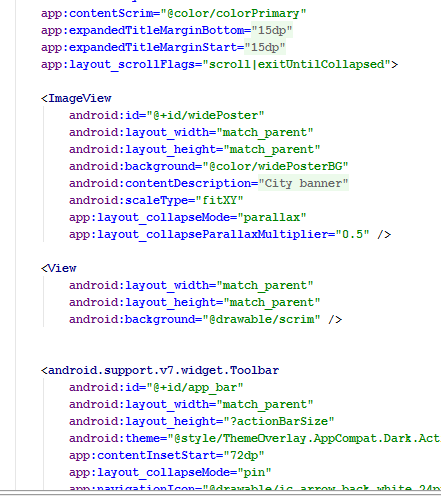 app:contentScrim="@color/colorPrimary"
app:expandedTitleMarginBottom="15dp"
app:expandedTitleMarginStart="15dp"
app:layout_scrollFlags="scroll|exitUntilCollapsed">
<ImageView
android:id="@+id/widePoster"
android:layout_width="match_parent"
android:layout_height="match_parent"
android:background="@color/widePosterBG"
android:contentDescription="City banner"
android:scaleType="fitXY"
app:layout_collapseMode="parallax"
app:layout_collapseParallaxMultiplier="0.5" />
<View
android:layout_width="match_parent"
android:layout_height="match_parent"
android:background="@drawable/scrim" />
<android.support.v7.widget.Toolbar
android:id="@+id/app_bar"
android:layout_width="match_parent"
android:layout_height="?actionBarSize"
android:theme="@style/ThemeOverlay.AppCompat.Dark.Act
app:contentInsetStart="72dp"
app:layout_collapseMode="pin"
app:navigationIcon="@drawable/ic_arrow_back_white_24p